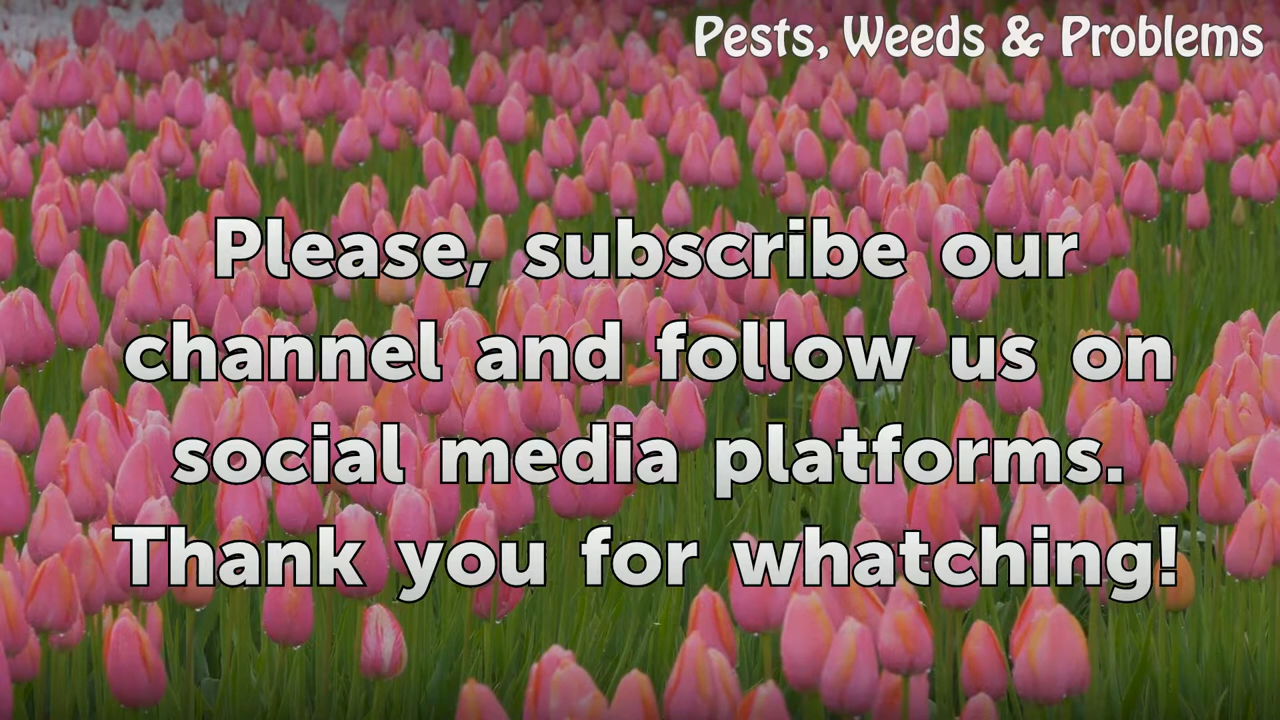 Pests, Weeds & Problems
Please, subscribe our
channel and follow us on
social media platforms.
Thank you for whatching!